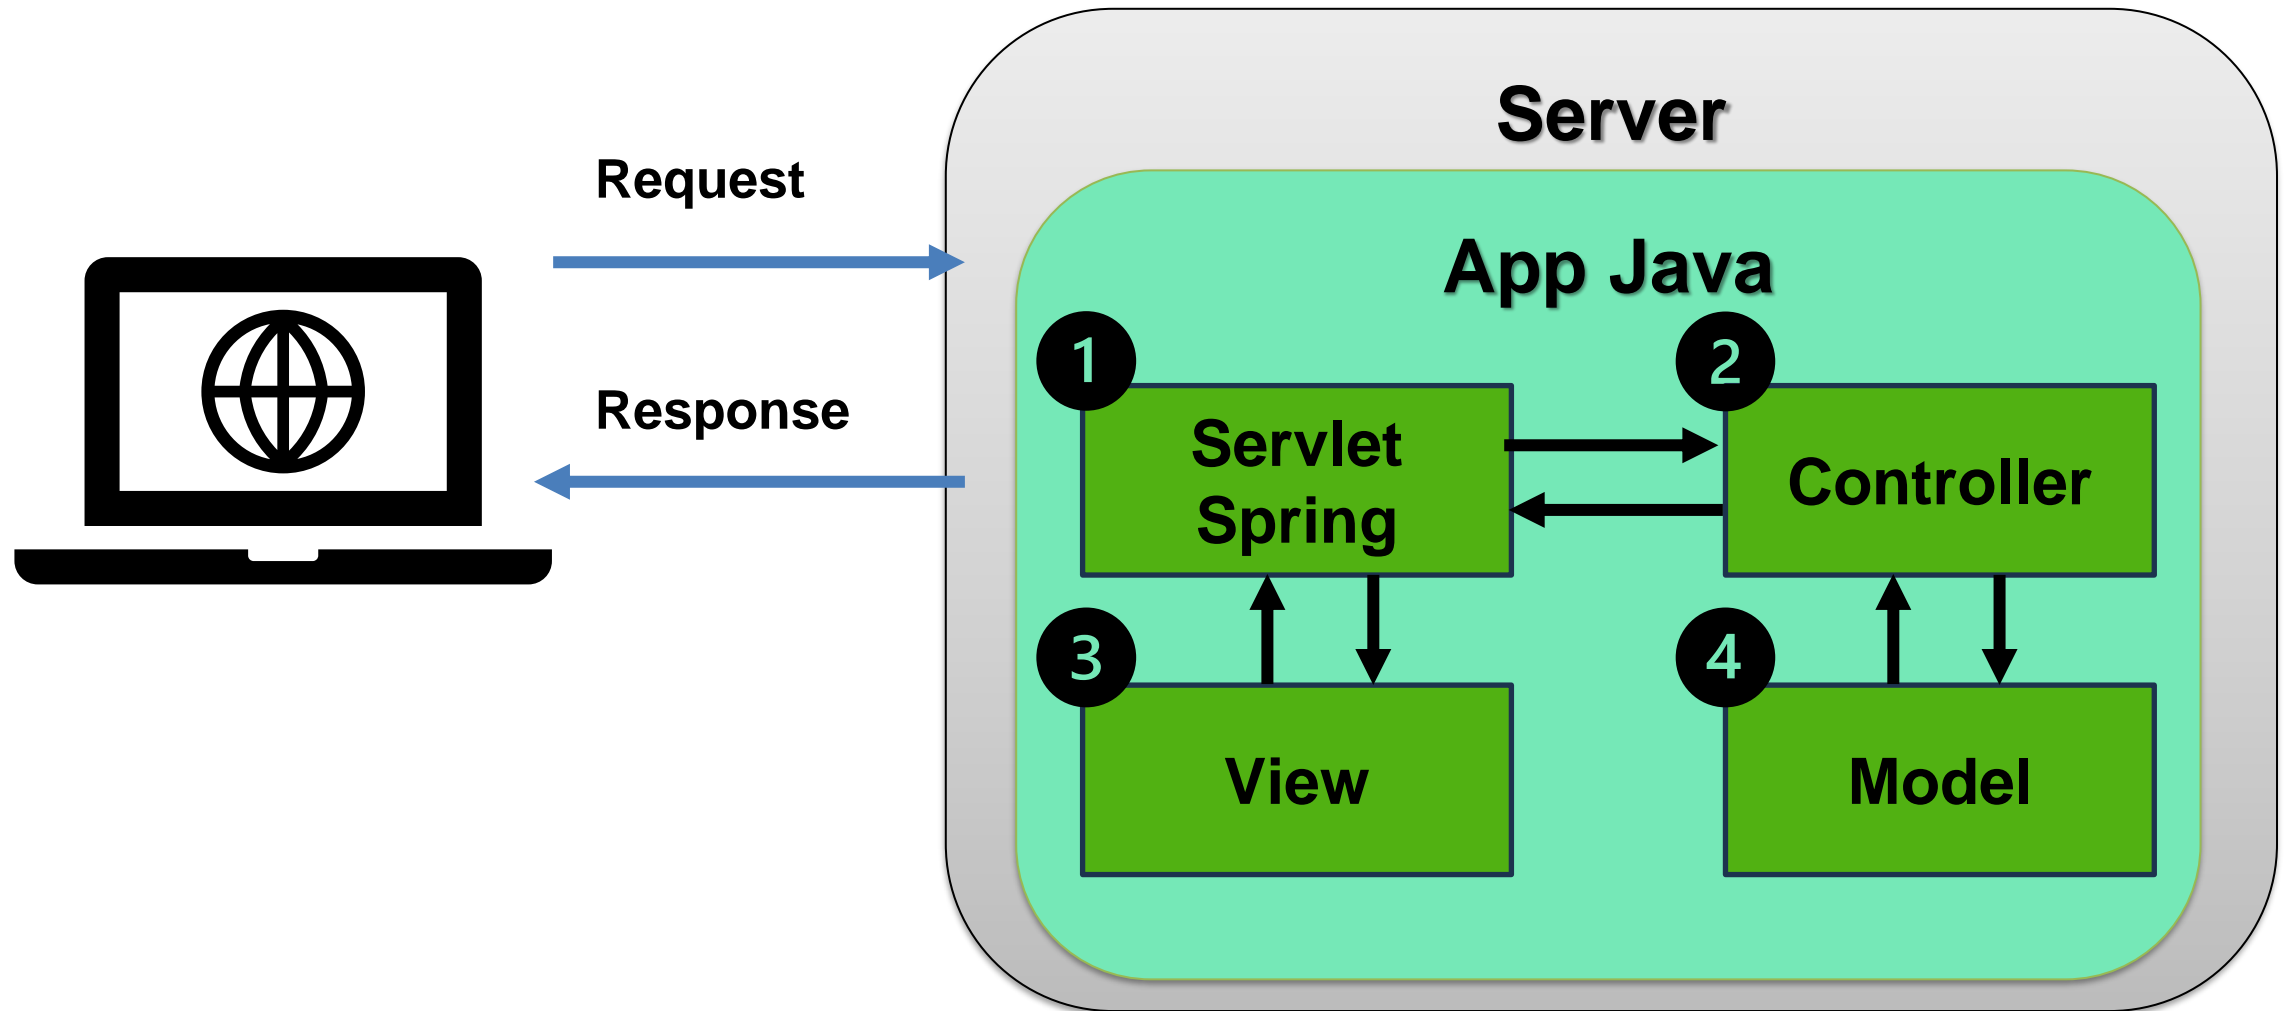 Server
Request
App Java
1
2
Response
Servlet
Spring
Controller
3
4
View
Model